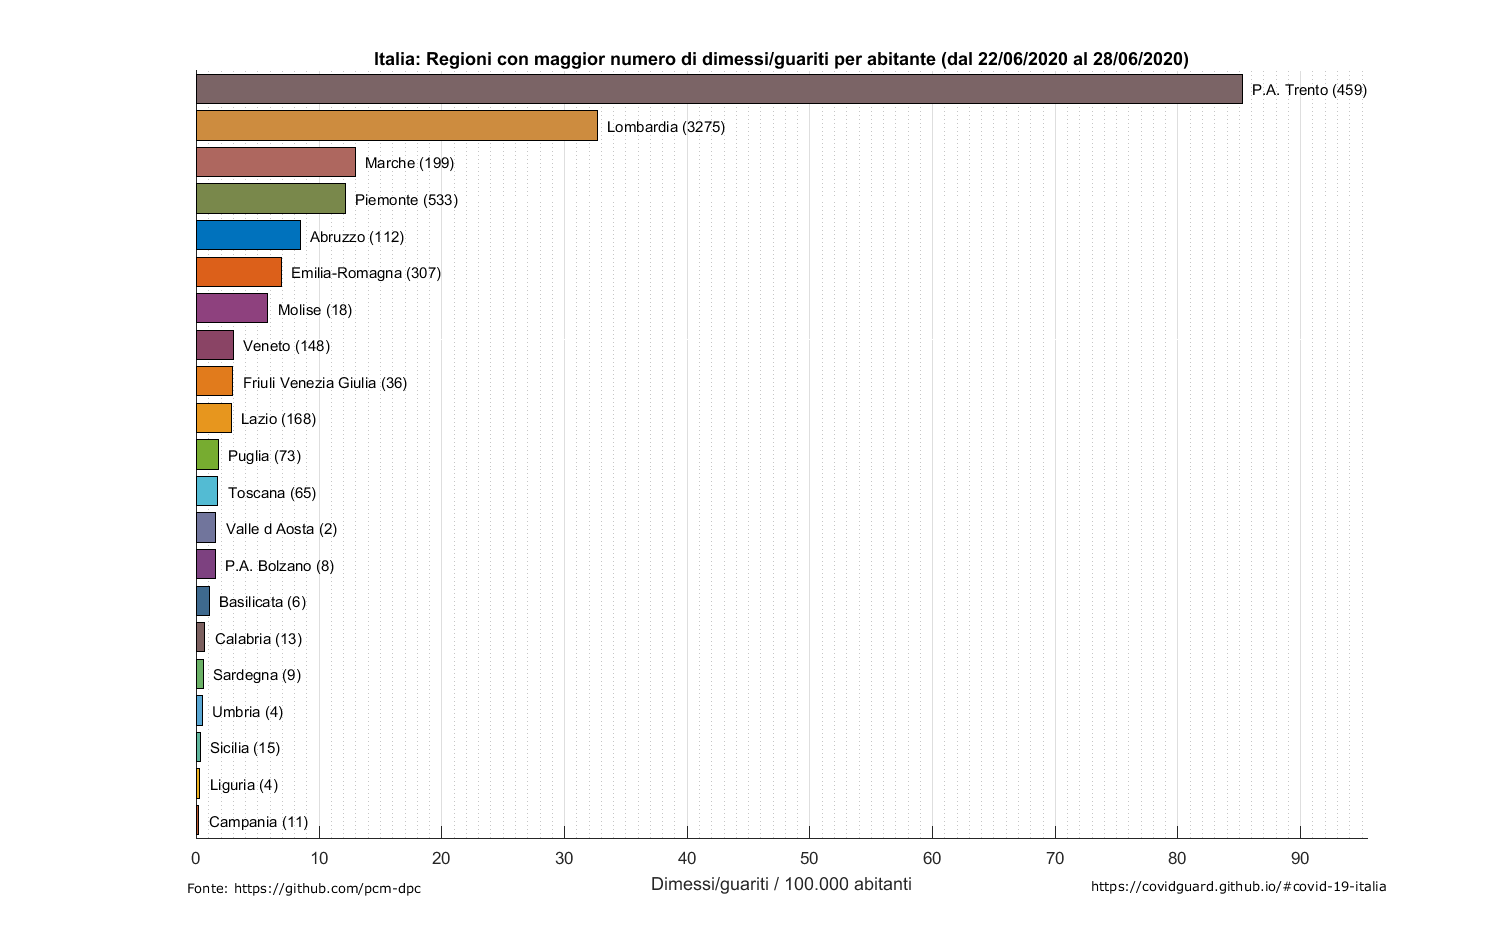 Italia: Regioni con maggior numero di dimessi/guariti per abitante (dal 22/06/2020 al 28/06/2020)
P.A. Trento (459)
Lombardia (3275)
Marche (199)
Piemonte (533)
Abruzzo (112)
Emilia-Romagna (307)
Molise (18)
Veneto (148)
Friuli Venezia Giulia (36)
Lazio (168)
Puglia (73)
Toscana (65)
Valle d Aosta (2)
P.A. Bolzano (8)
Basilicata (6)
Calabria (13)
Sardegna (9)
Umbria (4)
Sicilia (15)
Liguria (4)
Campania (11)
0 10 20 30 40 50 60 70 80 90
Dimessi/guariti / 100.000 abitanti
Fonte: https://github.com/pcm-dpc
https://covidguard.github.io/#covid-19-italia